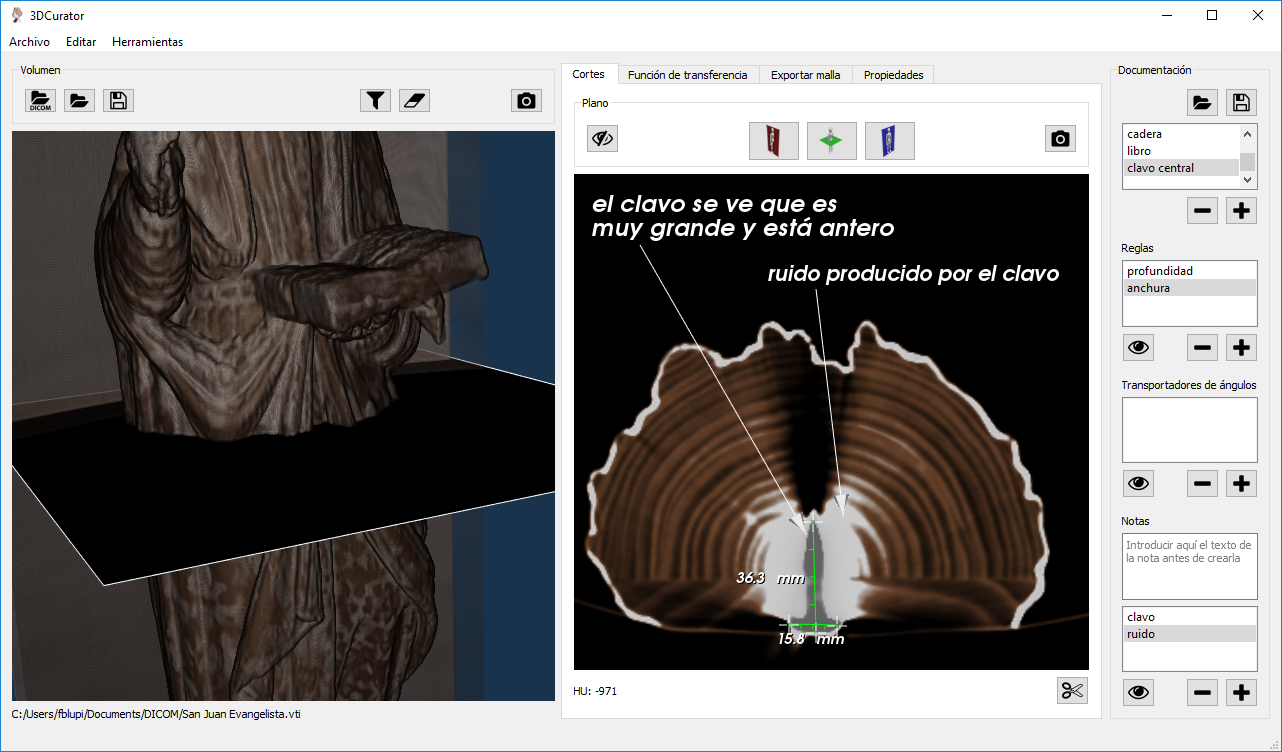 3DCurator
Archivo Editar Herramientas
Volumen
DICOM
C:/Users/fblupi/Documents/DICOM/San Juan Evangelista.vti
Cortes Función de transferencia Exportar malla Propiedades
Plano
el clavo se ve que es
muy grande y está antero
ruido producido por el clavo
36.3 mm
15.8 mm
HU: -971
Documentación
cadera
libro
clavo central
Reglas
profundidad
anchura
Transportadores de ángulos
Notas
Introducir aquí el texto de
la nota antes de crearla
clavo
ruido